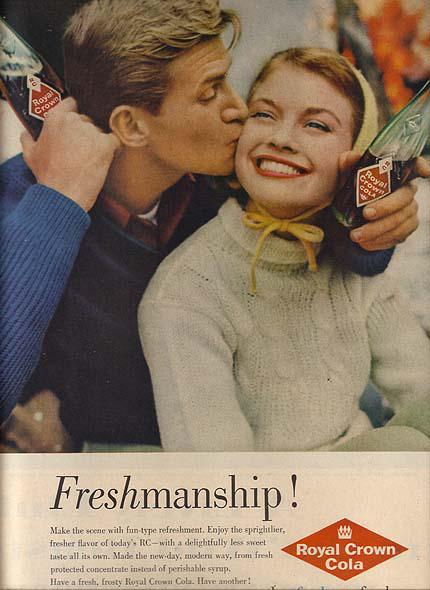 Royal
Crown
COLA
Royal
Crown
COLA
Freshmanship!
Make the scene with fun-type refreshment. Enjoy the sprightlier,
fresher flavor of today's RC—with a delightfully less sweet
taste all its own. Made the new-day, modern way, from fresh
protected concentrate instead of perishable syrup.
Have a fresh, frosty Royal Crown Cola. Have another!
Royal Crown
Cola